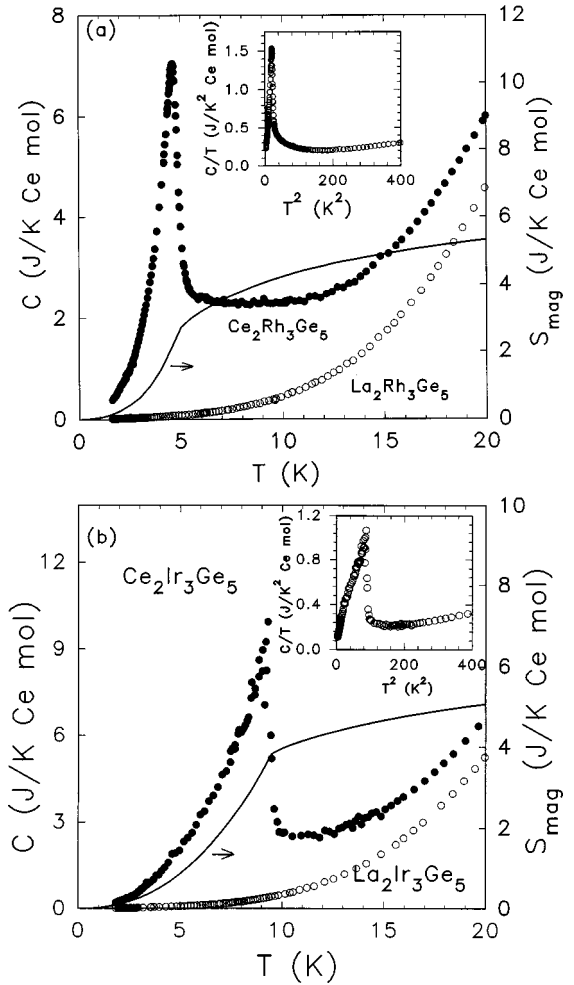 (a)
8
6
4
2
0
C (J/K Ce mol)
12
10
8
6
4
2
0
S_mag (J/K Ce mol)
1.5
1.0
0.5
0.0
C/T (J/K² Ce mol)
0 200 400
T² (K²)
Ce₂Rh₃Ge₅
La₂Rh₃Ge₅
0 5 10 15 20
T (K)
(b)
Ce₂Ir₃Ge₅
12
9
6
3
0
C (J/K Ce mol)
10
8
6
4
2
0
S_mag (J/K Ce mol)
1.2
0.8
0.4
0.0
C/T (J/K² Ce mol)
0 200 400
T² (K²)
La₂Ir₃Ge₅
0 5 10 15 20
T (K)